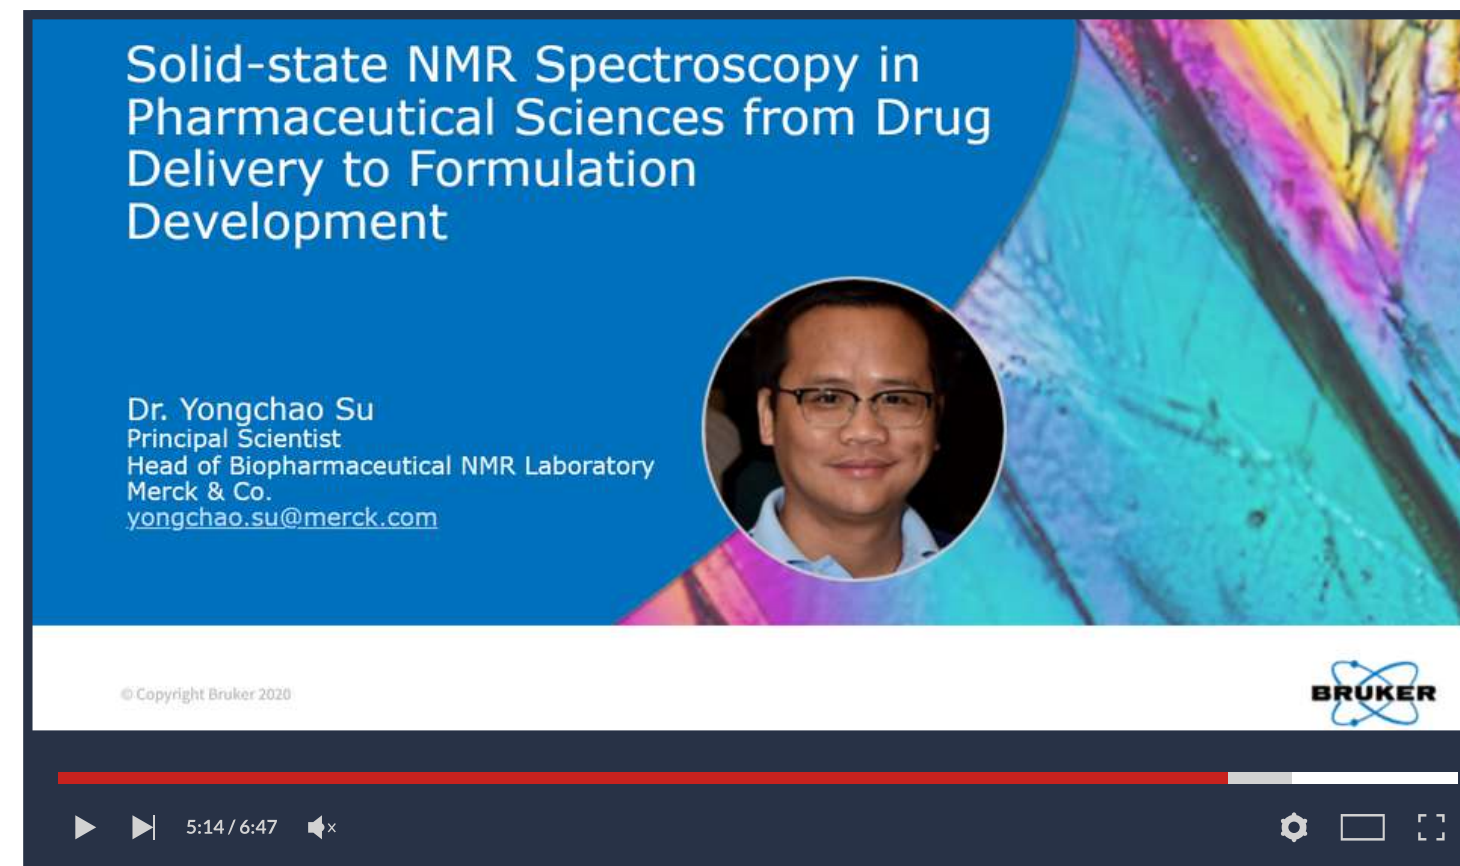 Solid-state NMR Spectroscopy in
Pharmaceutical Sciences from Drug
Delivery to Formulation
Development
Dr. Yongchao Su
Principal Scientist
Head of Biopharmaceutical NMR Laboratory
Merck & Co.
yongchao.su@merck.com
© Copyright Bruker 2020
BRUKER
5:14 / 6:47